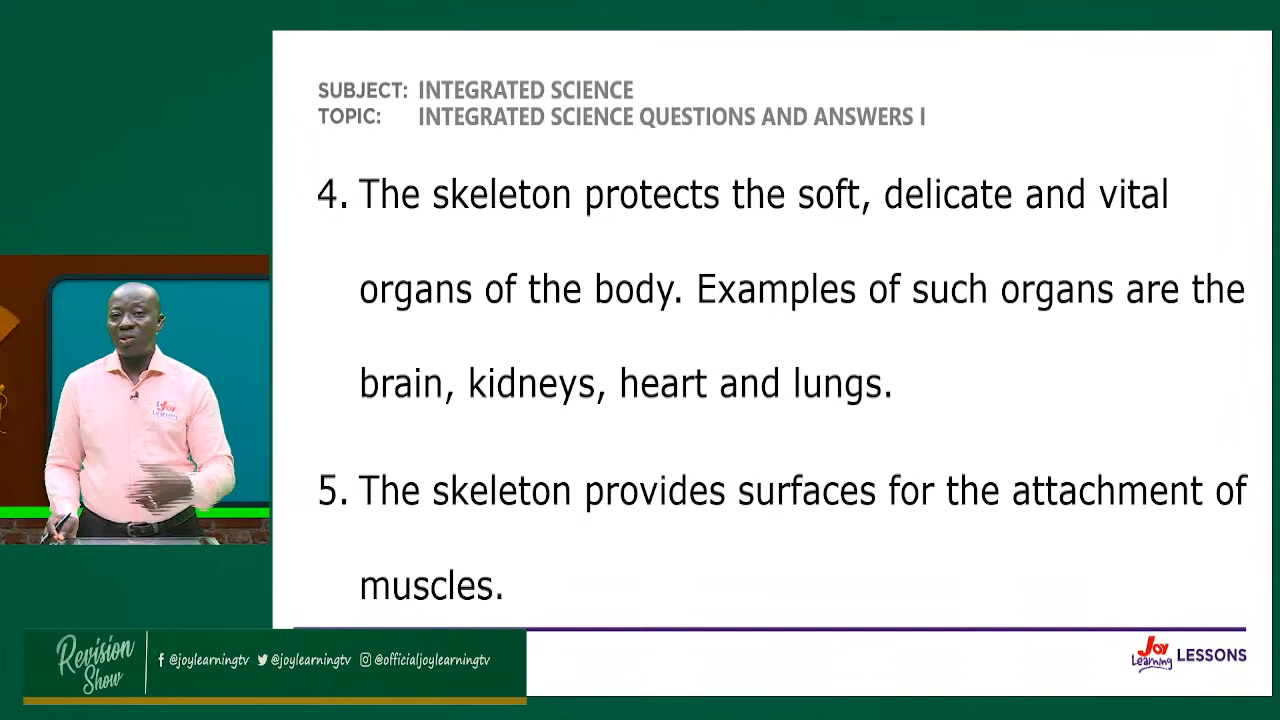 SUBJECT: INTEGRATED SCIENCE
TOPIC: INTEGRATED SCIENCE QUESTIONS AND ANSWERS I
4. The skeleton protects the soft, delicate and vital
organs of the body. Examples of such organs are the
brain, kidneys, heart and lungs.
5. The skeleton provides surfaces for the attachment of
muscles.
Joy
Learning
Revision
Show
@joylearningtv @joylearningtv @officialjoylearningtv
Joy
Learning LESSONS